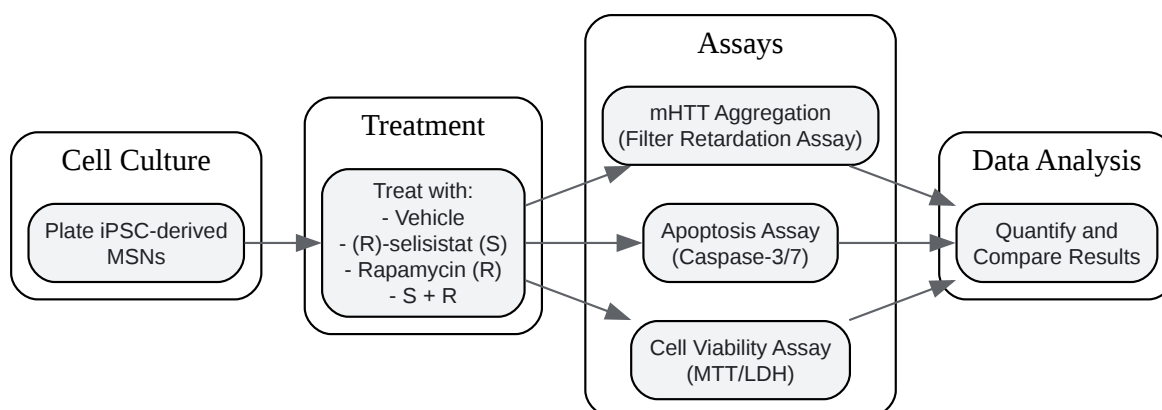 Cell Culture
Plate iPSC-derived
MSNs
Treatment
Treat with:
- Vehicle
- (R)-selisistat (S)
- Rapamycin (R)
- S + R
Assays
mHTT Aggregation
(Filter Retardation Assay)
Apoptosis Assay
(Caspase-3/7)
Cell Viability Assay
(MTT/LDH)
Data Analysis
Quantify and
Compare Results